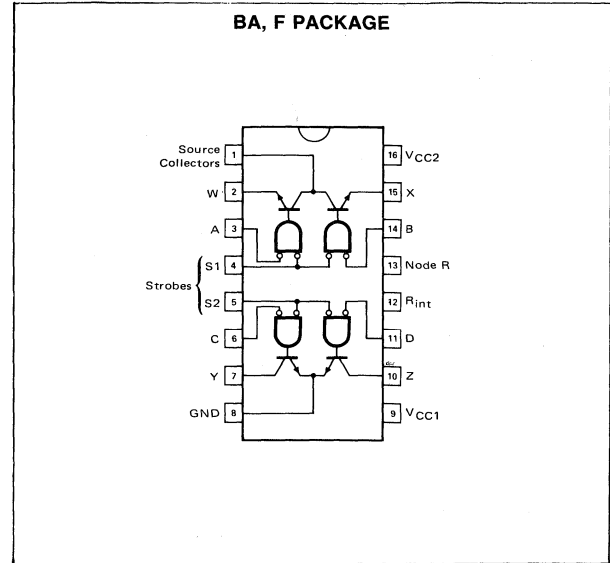 BA, F PACKAGE
Source Collectors 1
16 VCC2
W 2
15 X
A 3
14 B
Strobes
S1 4
13 Node R
S2 5
12 Rint
C 6
11 D
Y 7
10 Z
GND 8
9 VCC1